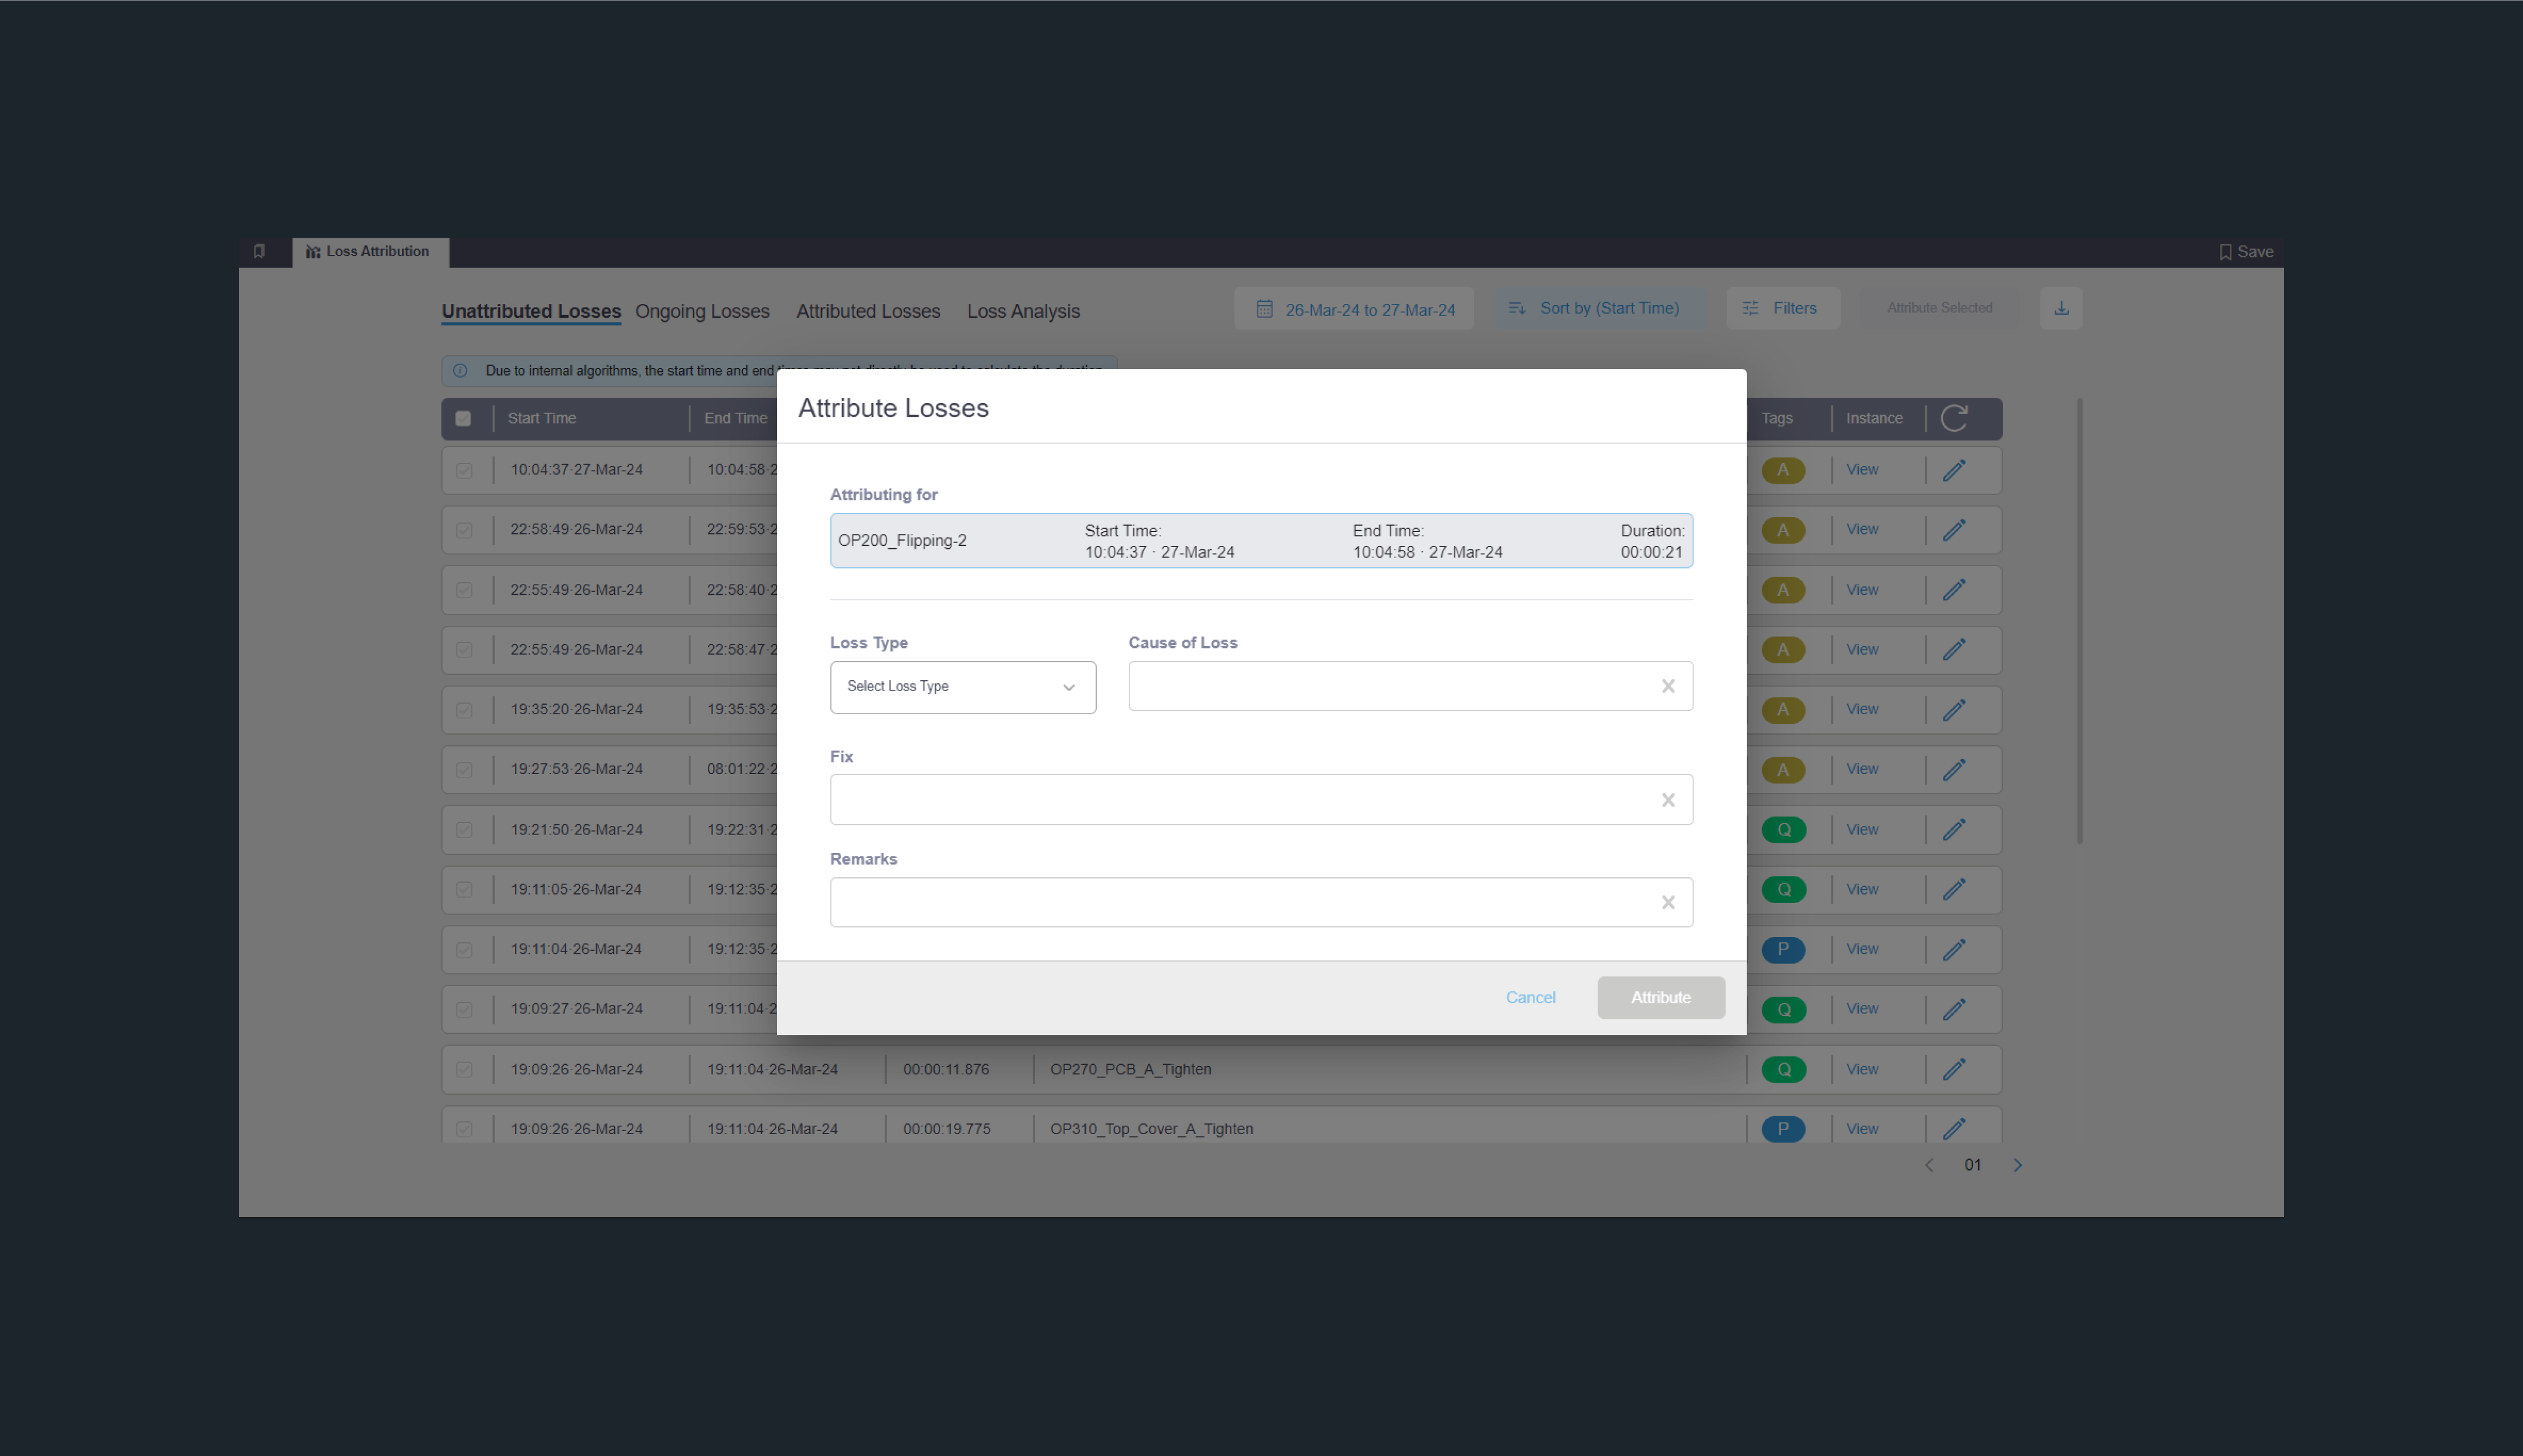 Loss Attribution
Save
Unattributed Losses Ongoing Losses Attributed Losses Loss Analysis
26-Mar-24 to 27-Mar-24 Sort by (Start Time) Filters Attribute Selected
Due to internal algorithms, the start time and end times may not directly be used to calculate the duration
Start Time End Time Tags Instance
10:04:37·27-Mar-24 10:04:58·2 A View
22:58:49·26-Mar-24 22:59:53·2 A View
22:55:49·26-Mar-24 22:58:40·2 A View
22:55:49·26-Mar-24 22:58:47·2 A View
19:35:20·26-Mar-24 19:35:53·2 A View
19:27:53·26-Mar-24 08:01:22·2 A View
19:21:50·26-Mar-24 19:22:31·2 Q View
19:11:05·26-Mar-24 19:12:35·2 Q View
19:11:04·26-Mar-24 19:12:35·2 P View
19:09:27·26-Mar-24 19:11:04·2 Q View
19:09:26·26-Mar-24 19:11:04·26-Mar-24 00:00:11.876 OP270_PCB_A_Tighten Q View
19:09:26·26-Mar-24 19:11:04·26-Mar-24 00:00:19.775 OP310_Top_Cover_A_Tighten P View
01
Attribute Losses
Attributing for
OP200_Flipping-2
Start Time:
10:04:37 · 27-Mar-24
End Time:
10:04:58 · 27-Mar-24
Duration:
00:00:21
Loss Type
Select Loss Type
Cause of Loss
Fix
Remarks
Cancel Attribute